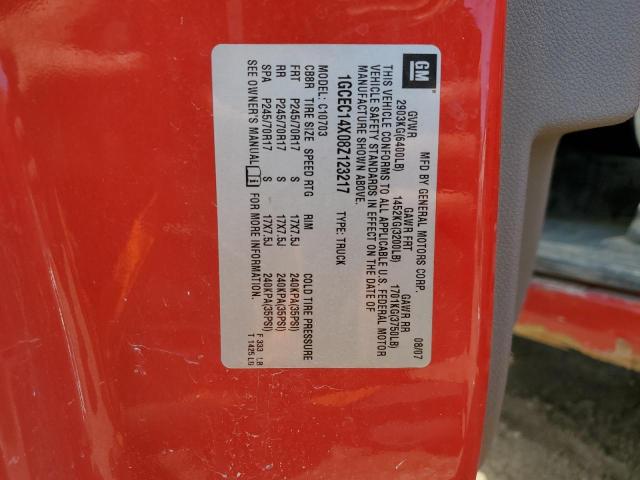 GM
MFD BY GENERAL MOTORS CORP. 08/07
GVWR GAWR FRT GAWR RR
2903KG(6400LB) 1452KG(3200LB) 1701KG(3750LB)
THIS VEHICLE CONFORMS TO ALL APPLICABLE U.S. FEDERAL MOTOR
VEHICLE SAFETY STANDARDS IN EFFECT ON THE DATE OF
MANUFACTURE SHOWN ABOVE.
1GCEC14X08Z123217 TYPE: TRUCK
MODEL: C10703
CBBR TIRE SIZE SPEED RTG RIM COLD TIRE PRESSURE
FRT P245/70R17 S 17X7.5J 240KPA(35PSI)
RR P245/70R17 S 17X7.5J 240KPA(35PSI)
SPA P245/70R17 S 17X7.5J 240KPA(35PSI)
SEE OWNER'S MANUAL FOR MORE INFORMATION.
F 333 LB
T 1425 LB